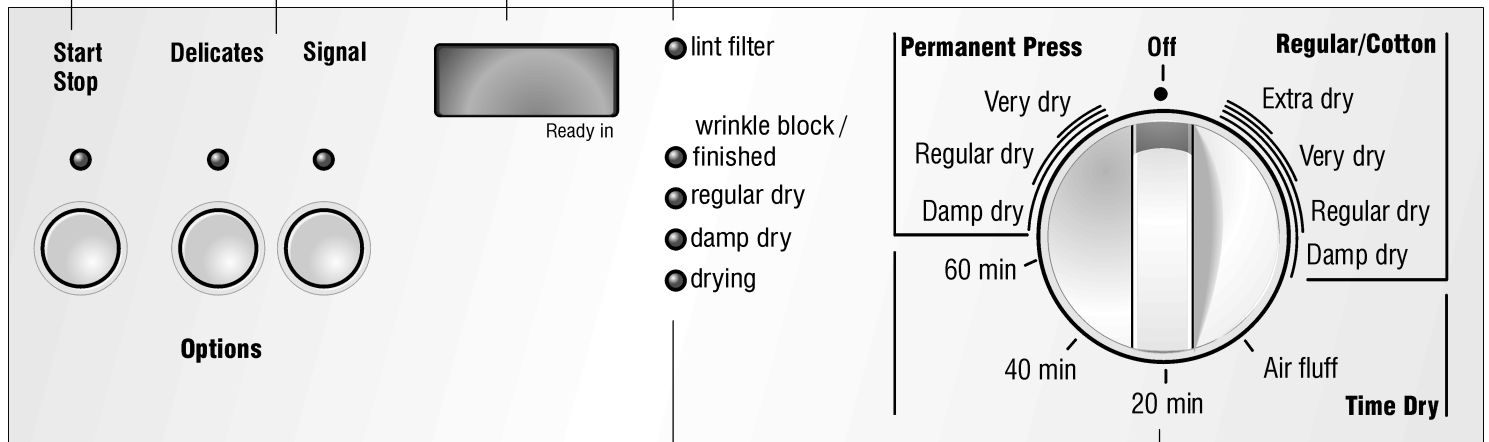 Start
Stop
Delicates
Signal
Options
Ready in
lint filter
wrinkle block /
finished
regular dry
damp dry
drying
Permanent Press
Off
Regular/Cotton
Very dry
Regular dry
Damp dry
Extra dry
Very dry
Regular dry
Damp dry
60 min
40 min
20 min
Air fluff
Time Dry